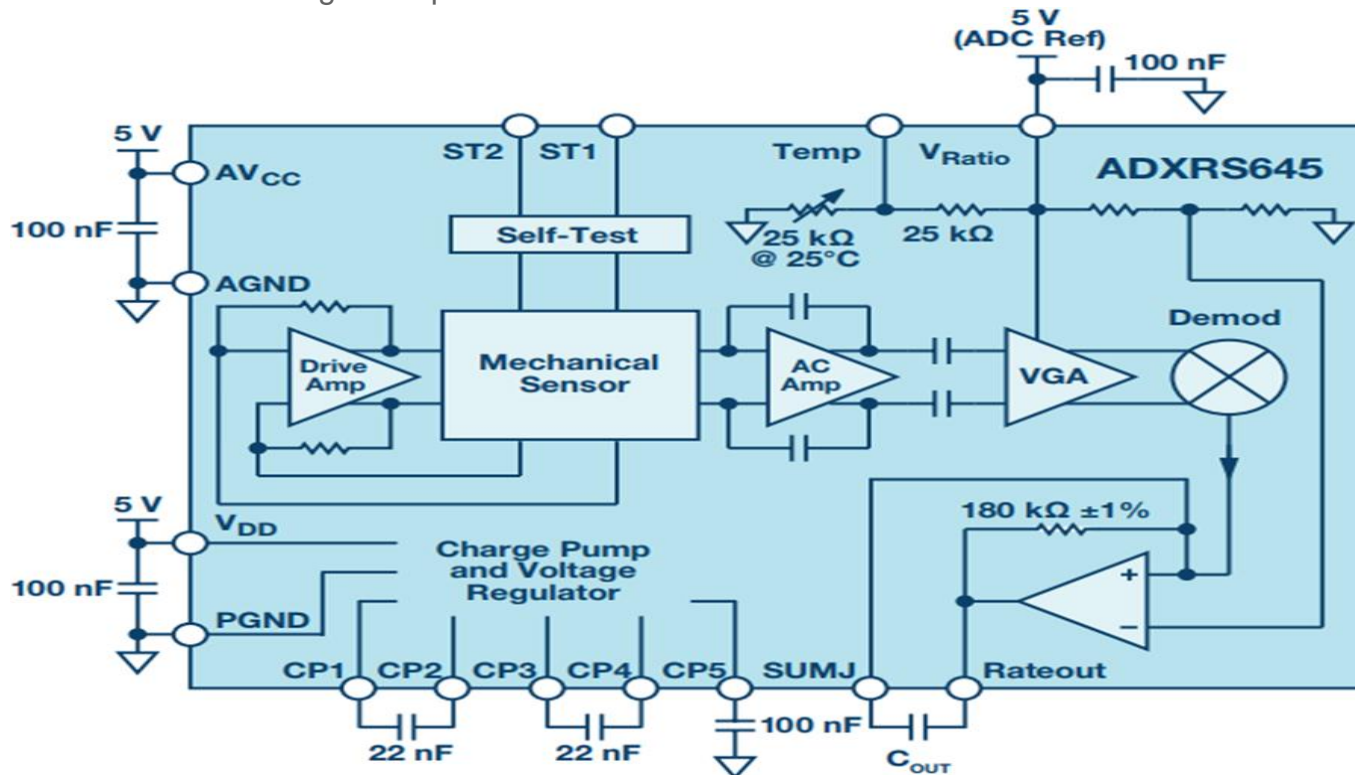 5 V
(ADC Ref)
100 nF
5 V
AVCC
100 nF
AGND
ST2
ST1
Temp
VRatio
ADXRS645
Self-Test
25 kΩ
@ 25°C
25 kΩ
Drive
Amp
Mechanical
Sensor
AC
Amp
VGA
Demod
5 V
VDD
100 nF
PGND
Charge Pump
and Voltage
Regulator
180 kΩ ±1%
+
−
CP1
CP2
CP3
CP4
CP5
SUMJ
Rateout
22 nF
22 nF
100 nF
COUT